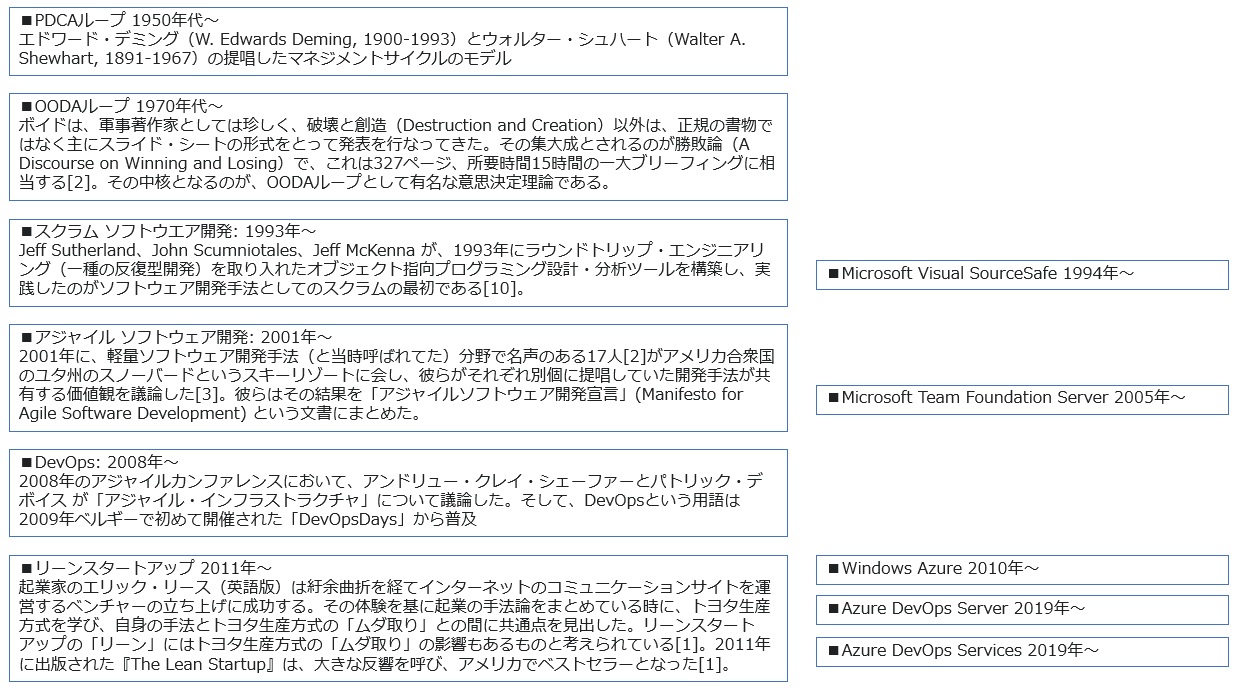 ■PDCAループ 1950年代～
エドワード・デミング（W. Edwards Deming, 1900-1993）とウォルター・シュハート（Walter A.
Shewhart, 1891-1967）の提唱したマネジメントサイクルのモデル
■OODAループ 1970年代～
ボイドは、軍事著作家としては珍しく、破壊と創造（Destruction and Creation）以外は、正規の書物で
はなく主にスライド・シートの形式をとって発表を行なってきた。その集大成とされるのが勝敗論（A
Discourse on Winning and Losing）で、これは327ページ、所要時間15時間の一大ブリーフィングに相
当する[2]。その中核となるのが、OODAループとして有名な意思決定理論である。
■スクラム ソフトウエア開発: 1993年～
Jeff Sutherland、John Scumniotales、Jeff McKenna が、1993年にラウンドトリップ・エンジニアリ
ング（一種の反復型開発）を取り入れたオブジェクト指向プログラミング設計・分析ツールを構築し、実
践したのがソフトウェア開発手法としてのスクラムの最初である[10]。
■Microsoft Visual SourceSafe 1994年～
■アジャイル ソフトウェア開発: 2001年～
2001年に、軽量ソフトウェア開発手法（と当時呼ばれてた）分野で名声のある17人[2]がアメリカ合衆国
のユタ州のスノーバードというスキーリゾートに会し、彼らがそれぞれ別個に提唱していた開発手法が共
有する価値観を議論した[3]。彼らはその結果を「アジャイルソフトウェア開発宣言」(Manifesto for
Agile Software Development) という文書にまとめた。
■Microsoft Team Foundation Server 2005年～
■DevOps: 2008年～
2008年のアジャイルカンファレンスにおいて、アンドリュー・クレイ・シェーファーとパトリック・デ
ボイス が「アジャイル・インフラストラクチャ」について議論した。そして、DevOpsという用語は
2009年ベルギーで初めて開催された「DevOpsDays」から普及
■リーンスタートアップ 2011年～
起業家のエリック・リース（英語版）は紆余曲折を経てインターネットのコミュニケーションサイトを運
営するベンチャーの立ち上げに成功する。その体験を基に起業の手法論をまとめている時に、トヨタ生産
方式を学び、自身の手法とトヨタ生産方式の「ムダ取り」との間に共通点を見出した。リーンスタート
アップの「リーン」にはトヨタ生産方式の「ムダ取り」の影響もあるものと考えられている[1]。2011年
に出版された『The Lean Startup』は、大きな反響を呼び、アメリカでベストセラーとなった[1]。
■Windows Azure 2010年～
■Azure DevOps Server 2019年～
■Azure DevOps Services 2019年～